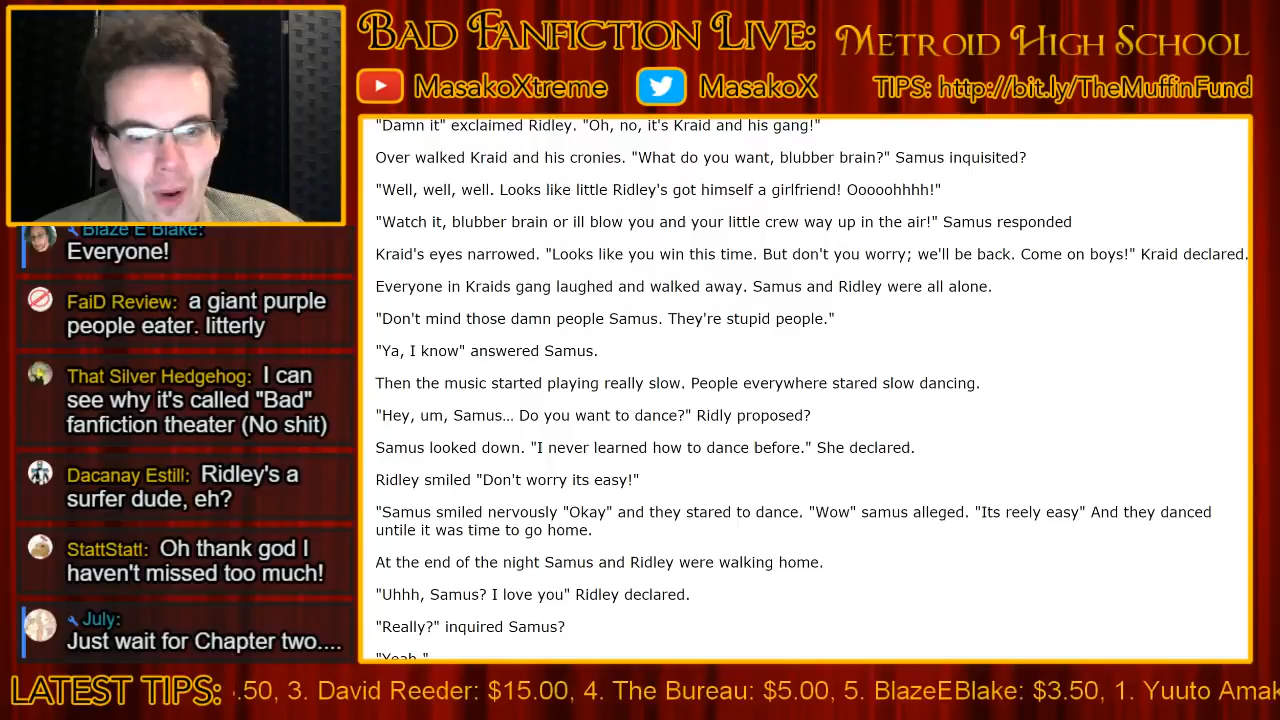 BAD FANFICTION LIVE:
METROID HIGH SCHOOL
MasakoXtreme
MasakoX
TIPS: http://bit.ly/TheMuffinFund
"Damn it" exclaimed Ridley. "Oh, no, it's Kraid and his gang!"
Over walked Kraid and his cronies. "What do you want, blubber brain?" Samus inquisited?
"Well, well, well. Looks like little Ridley's got himself a girlfriend! Ooooohhhh!"
"Watch it, blubber brain or ill blow you and your little crew way up in the air!" Samus responded
Kraid's eyes narrowed. "Looks like you win this time. But don't you worry; we'll be back. Come on boys!" Kraid declared.
Everyone in Kraids gang laughed and walked away. Samus and Ridley were all alone.
"Don't mind those damn people Samus. They're stupid people."
"Ya, I know" answered Samus.
Then the music started playing really slow. People everywhere stared slow dancing.
"Hey, um, Samus… Do you want to dance?" Ridly proposed?
Samus looked down. "I never learned how to dance before." She declared.
Ridley smiled "Don't worry its easy!"
"Samus smiled nervously "Okay" and they stared to dance. "Wow" samus alleged. "Its reely easy" And they danced
untile it was time to go home.
At the end of the night Samus and Ridley were walking home.
"Uhhh, Samus? I love you" Ridley declared.
"Really?" inquired Samus?
"Yeah."
Blaze E Blake:
Everyone!
FaiD Review: a giant purple
people eater. litterly
That Silver Hedgehog: I can
see why it's called "Bad"
fanfiction theater (No shit)
Dacanay Estill: Ridley's a
surfer dude, eh?
StattStatt: Oh thank god I
haven't missed too much!
July:
Just wait for Chapter two....
LATEST TIPS: .50, 3. David Reeder: $15.00, 4. The Bureau: $5.00, 5. BlazeEBlake: $3.50, 1. Yuuto Amak